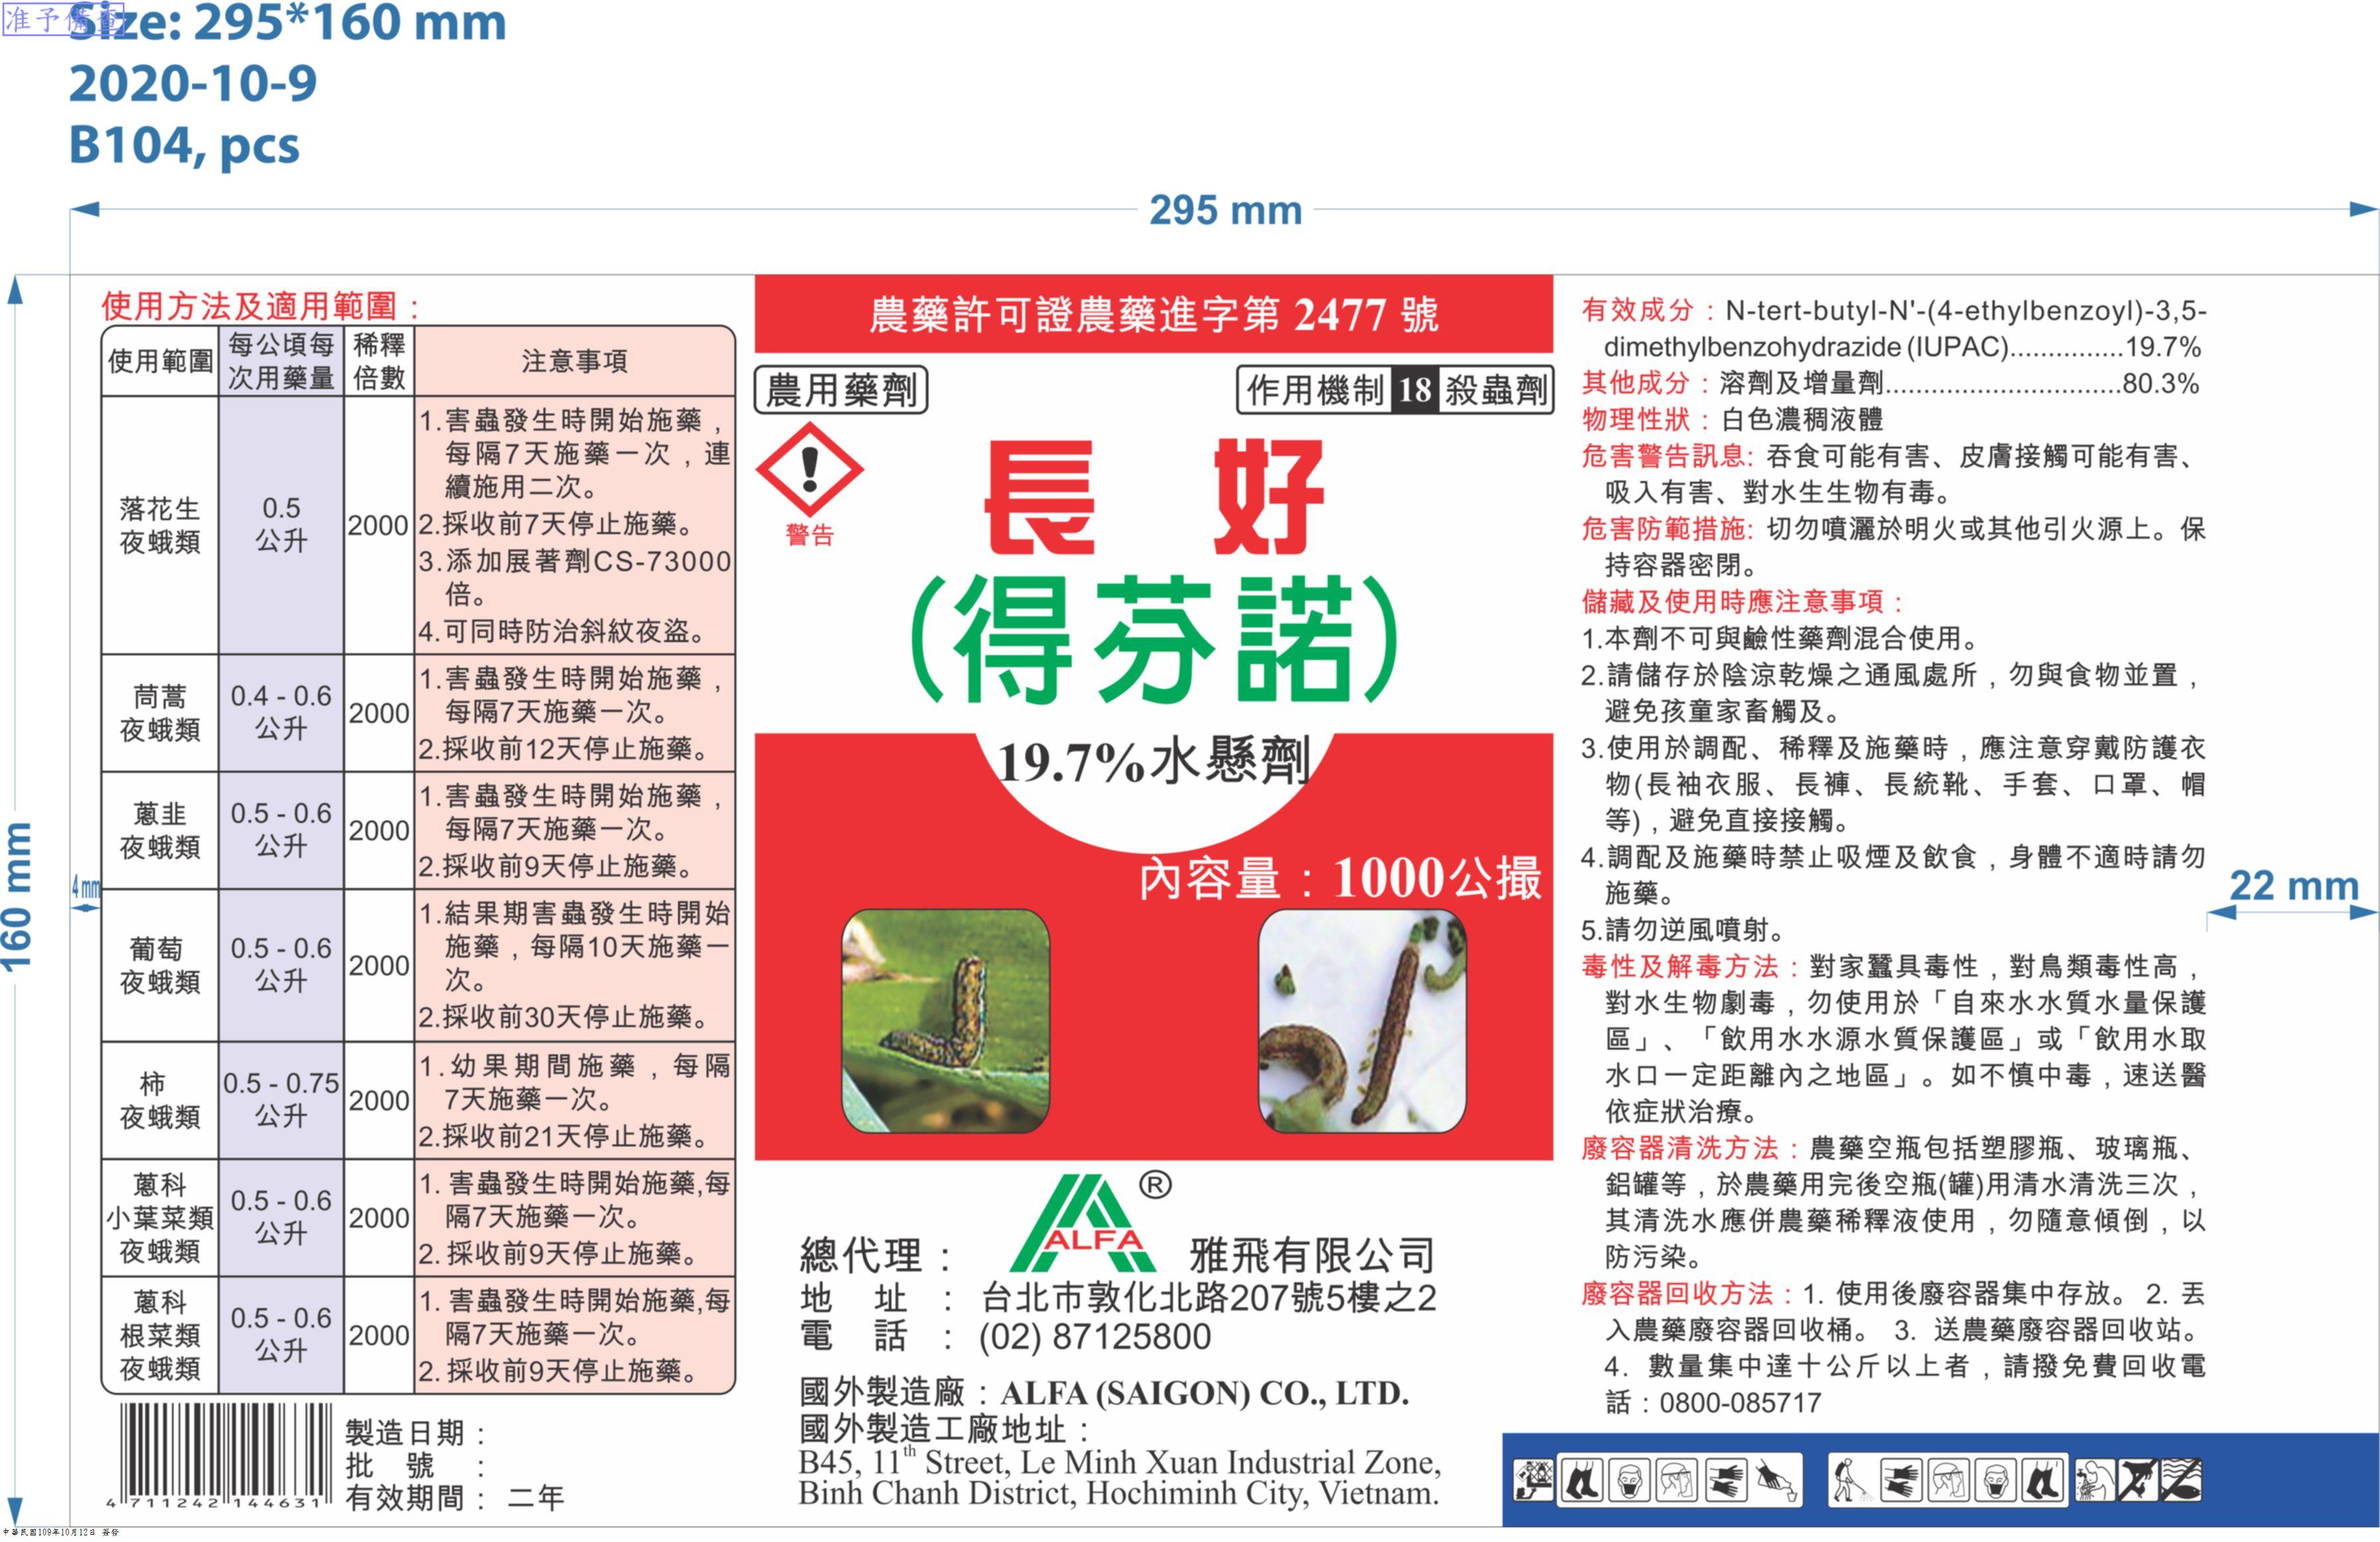 准予備查
Size: 295*160 mm
2020-10-9
B104, pcs
295 mm
160 mm
4 mm
22 mm
使用方法及適用範圍：
使用範圍
每公頃每
次用藥量
稀釋
倍數
注意事項
落花生
夜蛾類
0.5
公升
2000
1.害蟲發生時開始施藥，
每隔7天施藥一次，連
續施用二次。
2.採收前7天停止施藥。
3.添加展著劑CS-73000
倍。
4.可同時防治斜紋夜盜。
茼蒿
夜蛾類
0.4 - 0.6
公升
2000
1.害蟲發生時開始施藥，
每隔7天施藥一次。
2.採收前12天停止施藥。
蔥韭
夜蛾類
0.5 - 0.6
公升
2000
1.害蟲發生時開始施藥，
每隔7天施藥一次。
2.採收前9天停止施藥。
葡萄
夜蛾類
0.5 - 0.6
公升
2000
1.結果期害蟲發生時開始
施藥，每隔10天施藥一
次。
2.採收前30天停止施藥。
柿
夜蛾類
0.5 - 0.75
公升
2000
1.幼果期間施藥，每隔
7天施藥一次。
2.採收前21天停止施藥。
蔥科
小葉菜類
夜蛾類
0.5 - 0.6
公升
2000
1. 害蟲發生時開始施藥,每
隔7天施藥一次。
2. 採收前9天停止施藥。
蔥科
根菜類
夜蛾類
0.5 - 0.6
公升
2000
1. 害蟲發生時開始施藥,每
隔7天施藥一次。
2. 採收前9天停止施藥。
4 711242 144631
製造日期：
批 號 ：
有效期間：二年
農藥許可證農藥進字第 2477 號
農用藥劑
作用機制 18 殺蟲劑
警告
長 好
(得芬諾)
19.7%水懸劑
內容量：1000公撮
ALFA ®
總代理： 雅飛有限公司
地 址 ：台北市敦化北路207號5樓之2
電 話 ：(02) 87125800
國外製造廠：ALFA (SAIGON) CO., LTD.
國外製造工廠地址：
B45, 11th Street, Le Minh Xuan Industrial Zone,
Binh Chanh District, Hochiminh City, Vietnam.
有效成分：N-tert-butyl-N'-(4-ethylbenzoyl)-3,5-
dimethylbenzohydrazide (IUPAC)...............19.7%
其他成分：溶劑及增量劑...............................80.3%
物理性狀：白色濃稠液體
危害警告訊息: 吞食可能有害、皮膚接觸可能有害、
吸入有害、對水生生物有毒。
危害防範措施: 切勿噴灑於明火或其他引火源上。保
持容器密閉。
儲藏及使用時應注意事項：
1.本劑不可與鹼性藥劑混合使用。
2.請儲存於陰涼乾燥之通風處所，勿與食物並置，
避免孩童家畜觸及。
3.使用於調配、稀釋及施藥時，應注意穿戴防護衣
物(長袖衣服、長褲、長統靴、手套、口罩、帽
等)，避免直接接觸。
4.調配及施藥時禁止吸煙及飲食，身體不適時請勿
施藥。
5.請勿逆風噴射。
毒性及解毒方法：對家蠶具毒性，對鳥類毒性高，
對水生物劇毒，勿使用於「自來水水質水量保護
區」、「飲用水水源水質保護區」或「飲用水取
水口一定距離內之地區」。如不慎中毒，速送醫
依症狀治療。
廢容器清洗方法：農藥空瓶包括塑膠瓶、玻璃瓶、
鋁罐等，於農藥用完後空瓶(罐)用清水清洗三次，
其清洗水應併農藥稀釋液使用，勿隨意傾倒，以
防污染。
廢容器回收方法：1. 使用後廢容器集中存放。 2. 丟
入農藥廢容器回收桶。 3. 送農藥廢容器回收站。
4. 數量集中達十公斤以上者，請撥免費回收電
話：0800-085717
中華民國109年10月12日 簽發